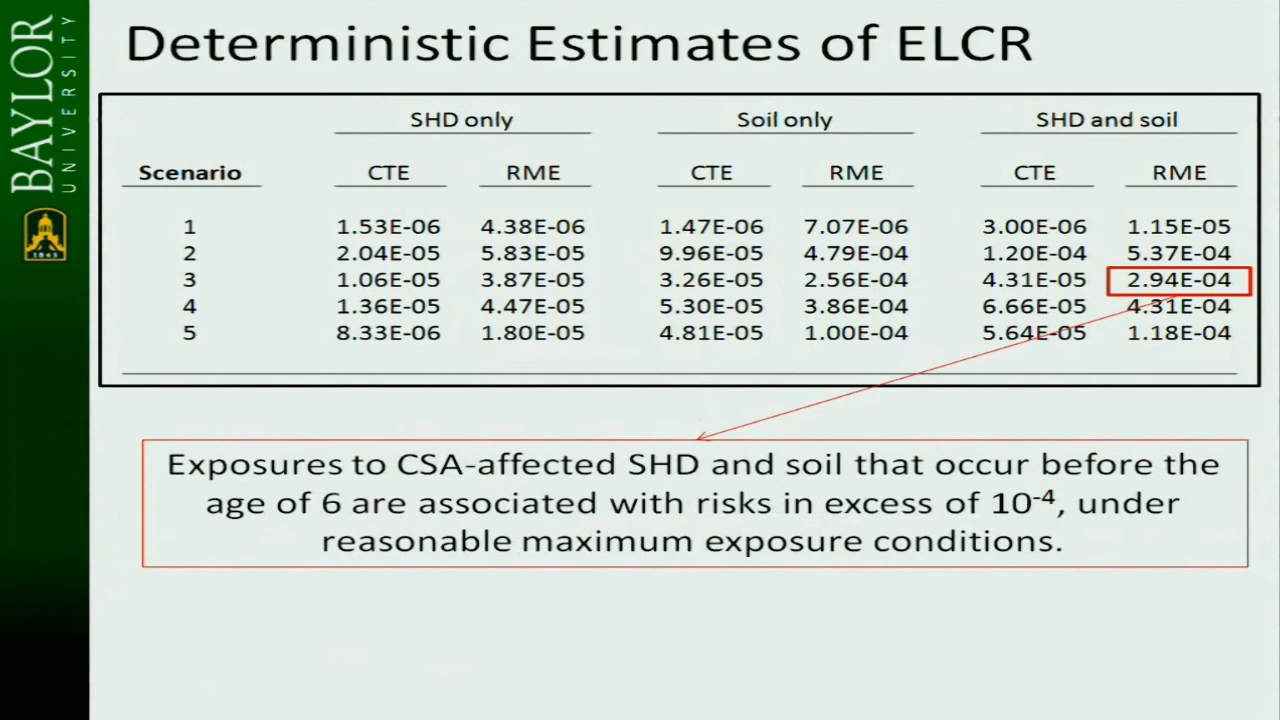 BAYLOR
UNIVERSITY
1845
Deterministic Estimates of ELCR
SHD only Soil only SHD and soil
Scenario CTE RME CTE RME CTE RME
1 1.53E-06 4.38E-06 1.47E-06 7.07E-06 3.00E-06 1.15E-05
2 2.04E-05 5.83E-05 9.96E-05 4.79E-04 1.20E-04 5.37E-04
3 1.06E-05 3.87E-05 3.26E-05 2.56E-04 4.31E-05 2.94E-04
4 1.36E-05 4.47E-05 5.30E-05 3.86E-04 6.66E-05 4.31E-04
5 8.33E-06 1.80E-05 4.81E-05 1.00E-04 5.64E-05 1.18E-04
Exposures to CSA-affected SHD and soil that occur before the
age of 6 are associated with risks in excess of 10⁻⁴, under
reasonable maximum exposure conditions.